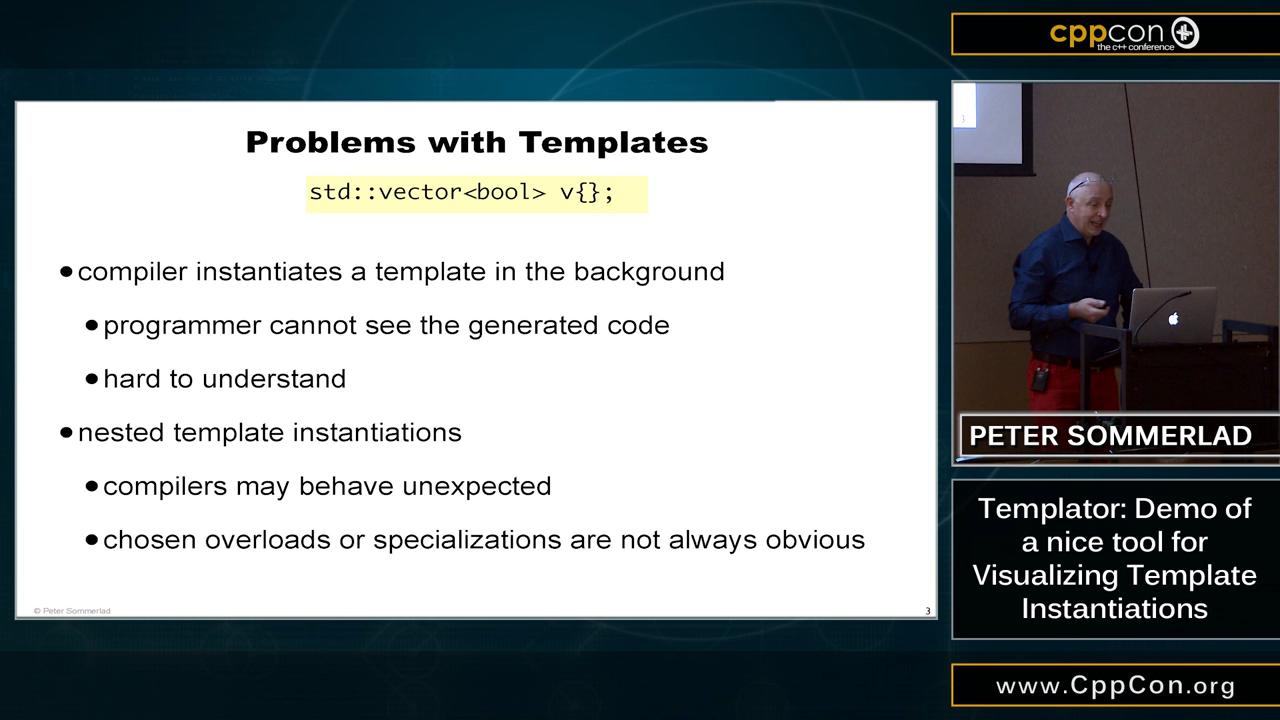 Problems with Templates
std::vector<bool> v{};
•compiler instantiates a template in the background
•programmer cannot see the generated code
•hard to understand
•nested template instantiations
•compilers may behave unexpected
•chosen overloads or specializations are not always obvious
© Peter Sommerlad
3
cppcon
the c++ conference
3
PETER SOMMERLAD
Templator: Demo of
a nice tool for
Visualizing Template
Instantiations
www.CppCon.org